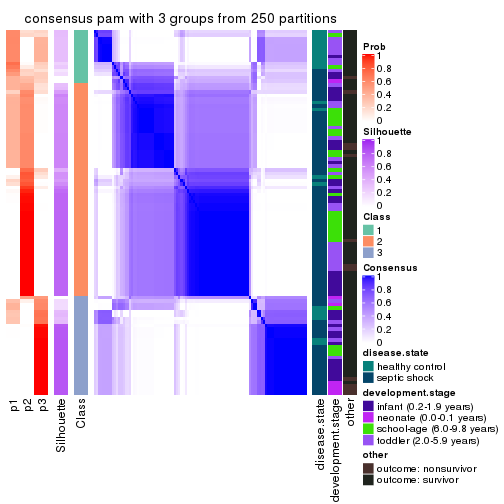 consensus pam with 3 groups from 250 partitions
Prob
1
0.8
0.6
0.4
0.2
0
Silhouette
1
0.8
0.6
0.4
0.2
0
Class
1
2
3
Consensus
1
0.8
0.6
0.4
0.2
0
disease.state
healthy control
septic shock
development.stage
infant (0.2-1.9 years)
neonate (0.0-0.1 years)
school-age (6.0-9.8 years)
toddler (2.0-5.9 years)
other
outcome: nonsurvivor
outcome: survivor
p1
p2
p3
Silhouette
Class
disease.state
development.stage
other